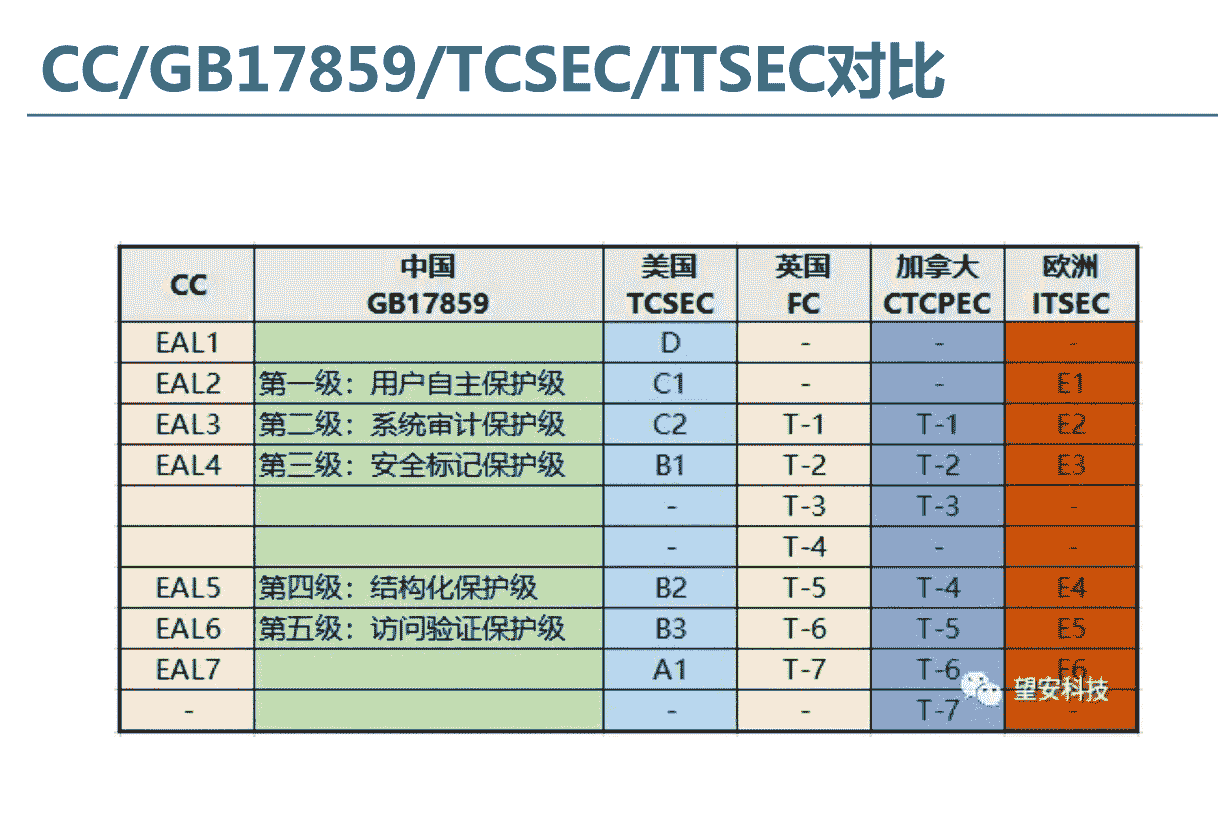 CC/GB17859/TCSEC/ITSEC对比
CC 中国 GB17859 美国 TCSEC 英国 FC 加拿大 CTCPEC 欧洲 ITSEC
EAL1 D - - -
EAL2 第一级：用户自主保护级 C1 - - E1
EAL3 第二级：系统审计保护级 C2 T-1 T-1 E2
EAL4 第三级：安全标记保护级 B1 T-2 T-2 E3
- T-3 T-3 -
- T-4 - -
EAL5 第四级：结构化保护级 B2 T-5 T-4 E4
EAL6 第五级：访问验证保护级 B3 T-6 T-5 E5
EAL7 A1 T-7 T-6 E6
- - - T-7 -
望安科技